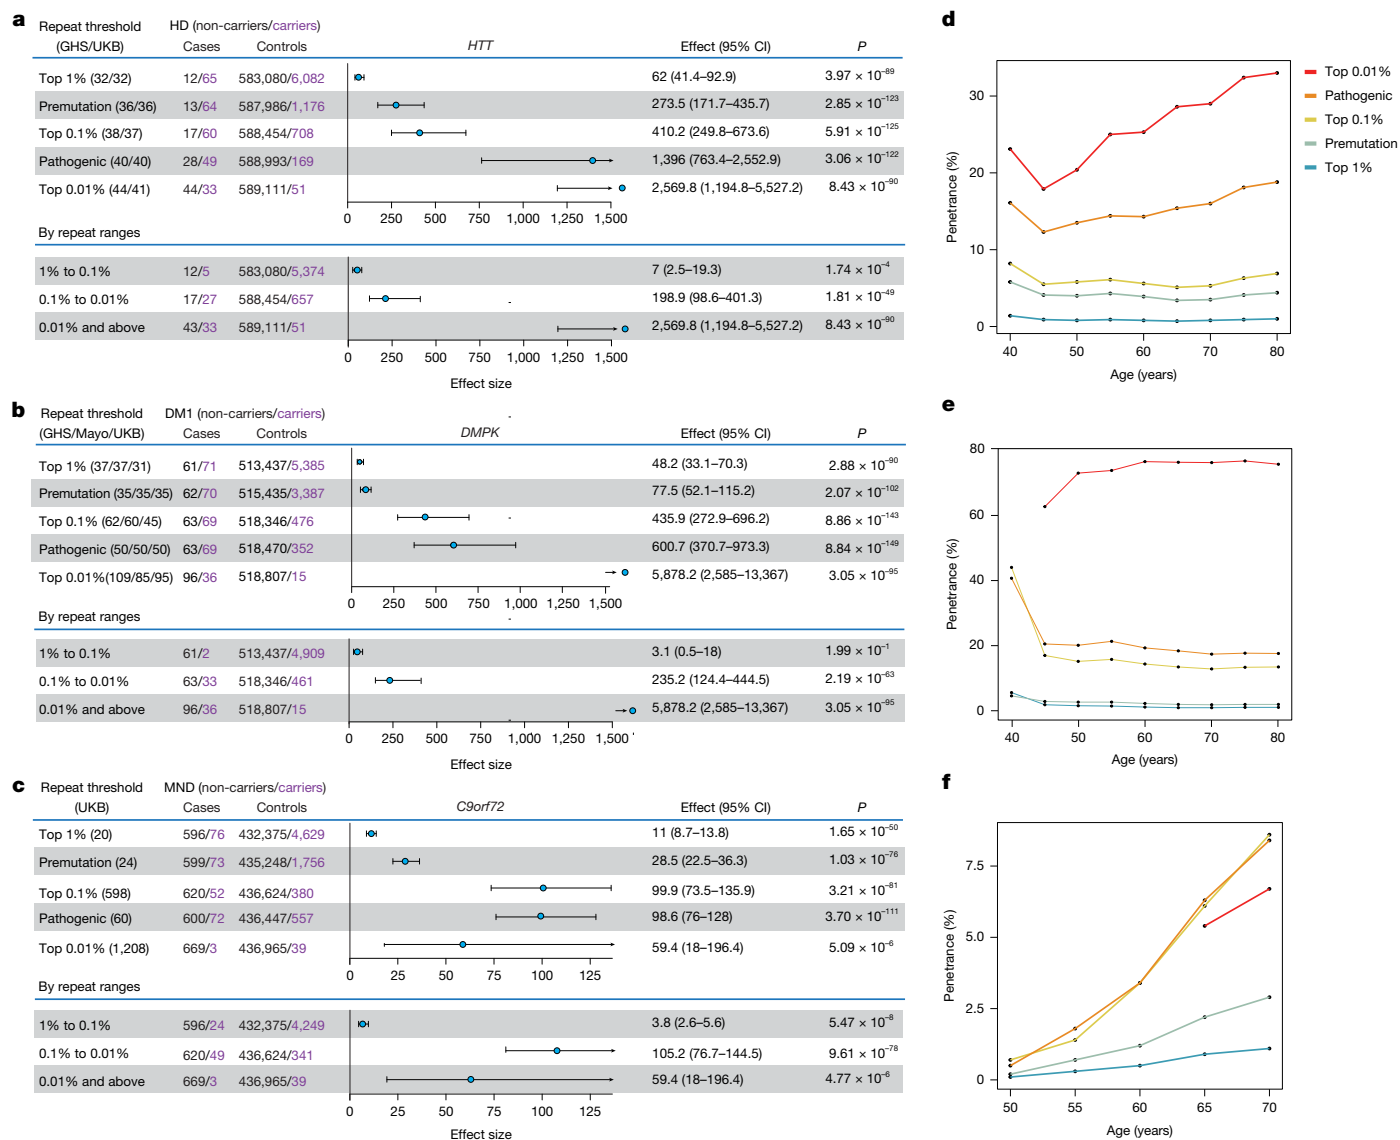 a
Repeat threshold HD (non-carriers/carriers)
(GHS/UKB) Cases Controls HTT Effect (95% CI) P
Top 1% (32/32) 12/65 583,080/6,082 62 (41.4–92.9) 3.97 × 10–89
Premutation (36/36) 13/64 587,986/1,176 273.5 (171.7–435.7) 2.85 × 10–123
Top 0.1% (38/37) 17/60 588,454/708 410.2 (249.8–673.6) 5.91 × 10–125
Pathogenic (40/40) 28/49 588,993/169 1,396 (763.4–2,552.9) 3.06 × 10–122
Top 0.01% (44/41) 44/33 589,111/51 2,569.8 (1,194.8–5,527.2) 8.43 × 10–90
0 250 500 750 1,000 1,250 1,500
By repeat ranges
1% to 0.1% 12/5 583,080/5,374 7 (2.5–19.3) 1.74 × 10–4
0.1% to 0.01% 17/27 588,454/657 198.9 (98.6–401.3) 1.81 × 10–49
0.01% and above 43/33 589,111/51 2,569.8 (1,194.8–5,527.2) 8.43 × 10–90
0 250 500 750 1,000 1,250 1,500
Effect size
b
Repeat threshold DM1 (non-carriers/carriers)
(GHS/Mayo/UKB) Cases Controls DMPK Effect (95% CI) P
Top 1% (37/37/31) 61/71 513,437/5,385 48.2 (33.1–70.3) 2.88 × 10–90
Premutation (35/35/35) 62/70 515,435/3,387 77.5 (52.1–115.2) 2.07 × 10–102
Top 0.1% (62/60/45) 63/69 518,346/476 435.9 (272.9–696.2) 8.86 × 10–143
Pathogenic (50/50/50) 63/69 518,470/352 600.7 (370.7–973.3) 8.84 × 10–149
Top 0.01%(109/85/95) 96/36 518,807/15 5,878.2 (2,585–13,367) 3.05 × 10–95
0 250 500 750 1,000 1,250 1,500
By repeat ranges
1% to 0.1% 61/2 513,437/4,909 3.1 (0.5–18) 1.99 × 10–1
0.1% to 0.01% 63/33 518,346/461 235.2 (124.4–444.5) 2.19 × 10–63
0.01% and above 96/36 518,807/15 5,878.2 (2,585–13,367) 3.05 × 10–95
0 250 500 750 1,000 1,250 1,500
Effect size
c
Repeat threshold MND (non-carriers/carriers)
(UKB) Cases Controls C9orf72 Effect (95% CI) P
Top 1% (20) 596/76 432,375/4,629 11 (8.7–13.8) 1.65 × 10–50
Premutation (24) 599/73 435,248/1,756 28.5 (22.5–36.3) 1.03 × 10–76
Top 0.1% (598) 620/52 436,624/380 99.9 (73.5–135.9) 3.21 × 10–81
Pathogenic (60) 600/72 436,447/557 98.6 (76–128) 3.70 × 10–111
Top 0.01% (1,208) 669/3 436,965/39 59.4 (18–196.4) 5.09 × 10–6
0 25 50 75 100 125
By repeat ranges
1% to 0.1% 596/24 432,375/4,249 3.8 (2.6–5.6) 5.47 × 10–8
0.1% to 0.01% 620/49 436,624/341 105.2 (76.7–144.5) 9.61 × 10–78
0.01% and above 669/3 436,965/39 59.4 (18–196.4) 4.77 × 10–6
0 25 50 75 100 125
Effect size
d
Penetrance (%)
30
20
10
0
40 50 60 70 80
Age (years)
Top 0.01%
Pathogenic
Top 0.1%
Premutation
Top 1%
e
Penetrance (%)
80
60
40
20
0
40 50 60 70 80
Age (years)
f
Penetrance (%)
7.5
5.0
2.5
0
50 55 60 65 70
Age (years)